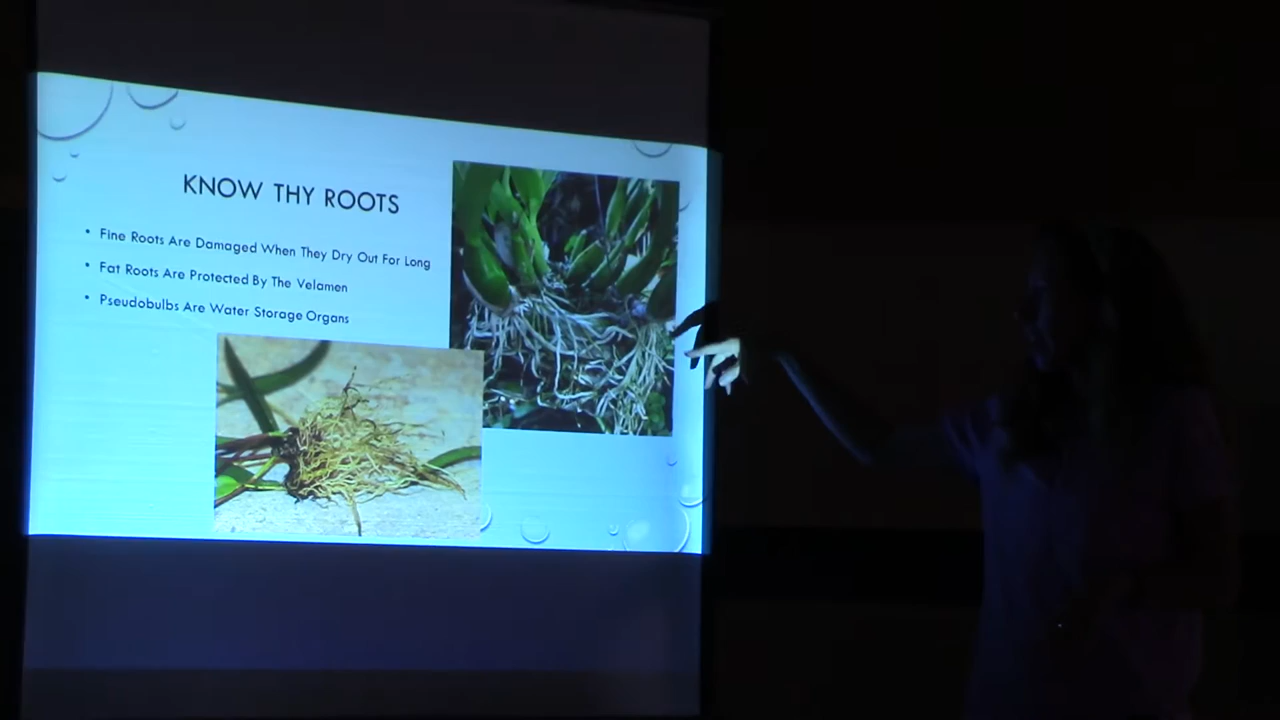 KNOW THY ROOTS
• Fine Roots Are Damaged When They Dry Out For Long
• Fat Roots Are Protected By The Velamen
• Pseudobulbs Are Water Storage Organs